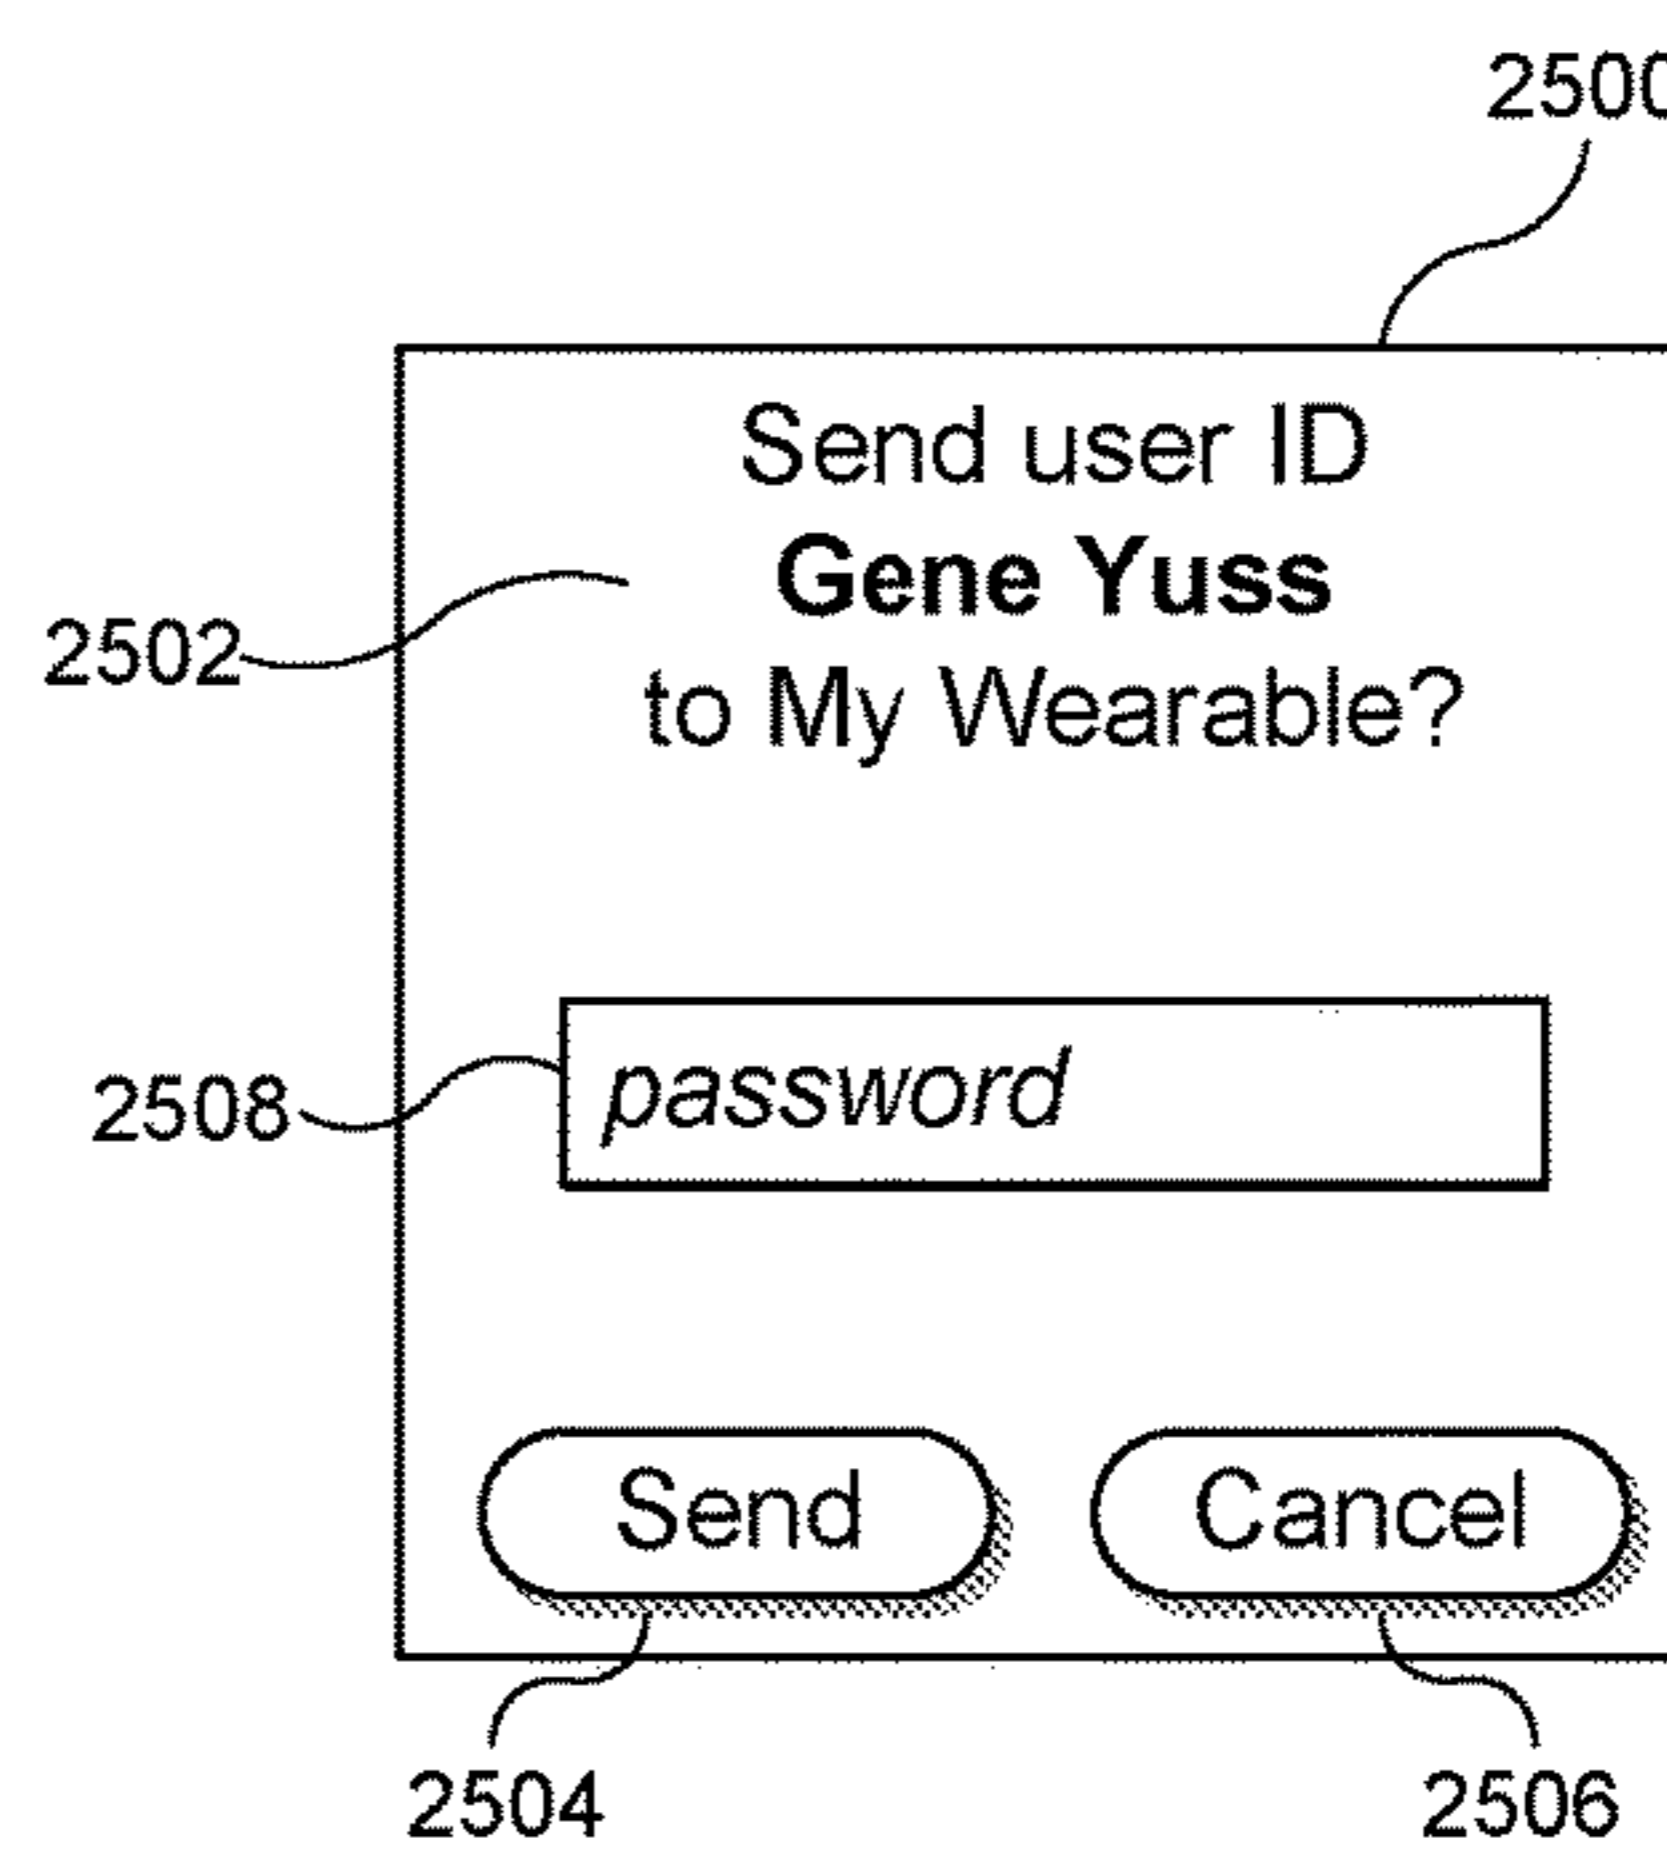 2500
Send user ID
Gene Yuss
2502
to My Wearable?
2508
password
Send Cancel
2504 2506